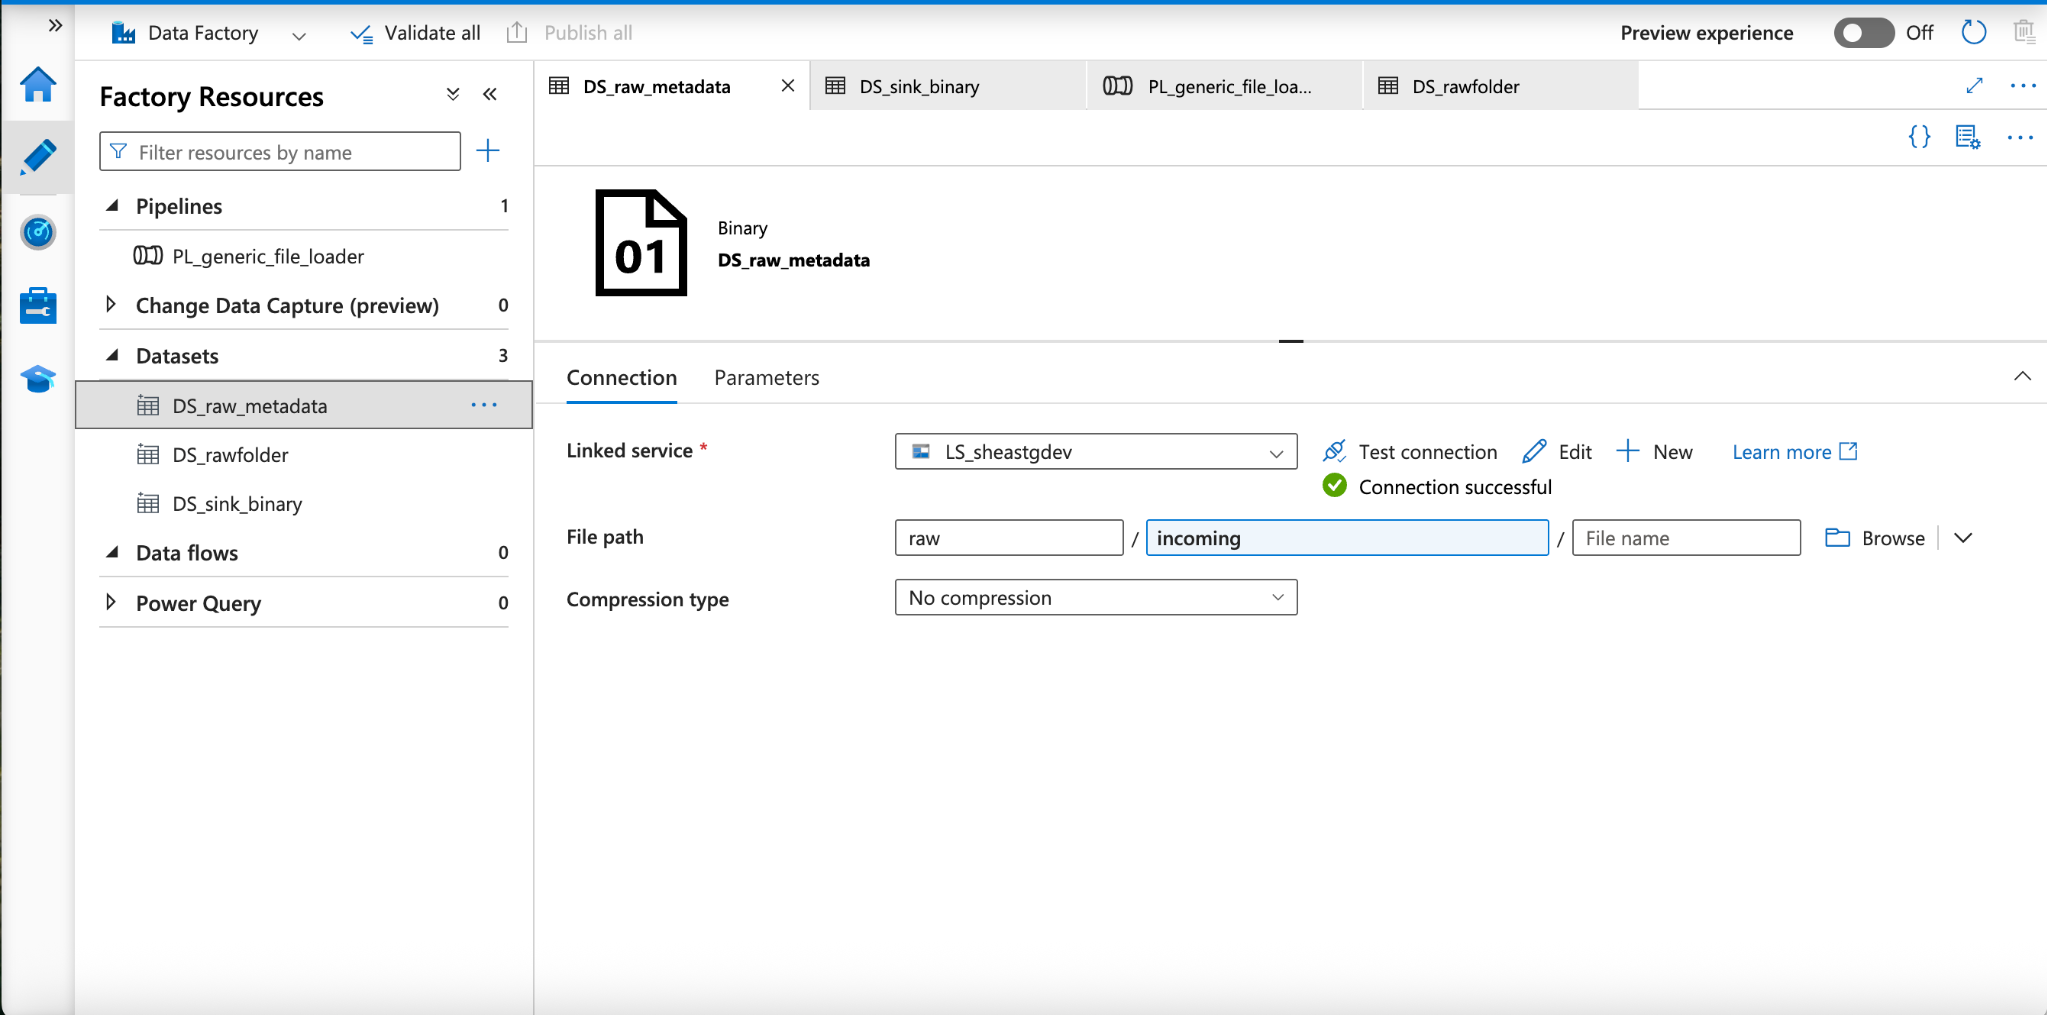 Data Factory
Validate all
Publish all
Preview experience
Off
Factory Resources
Filter resources by name
Pipelines 1
PL_generic_file_loader
Change Data Capture (preview) 0
Datasets 3
DS_raw_metadata
DS_rawfolder
DS_sink_binary
Data flows 0
Power Query 0
DS_raw_metadata
DS_sink_binary
PL_generic_file_loa...
DS_rawfolder
01
Binary
DS_raw_metadata
Connection
Parameters
Linked service *
LS_sheastgdev
Test connection
Edit
New
Learn more
Connection successful
File path
raw / incoming / File name
Browse
Compression type
No compression